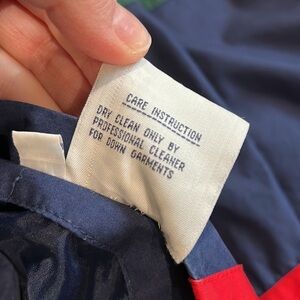 CARE INSTRUCTION
DRY CLEAN ONLY BY
PROFESSIONAL CLEANER
FOR DOWN GARMENTS